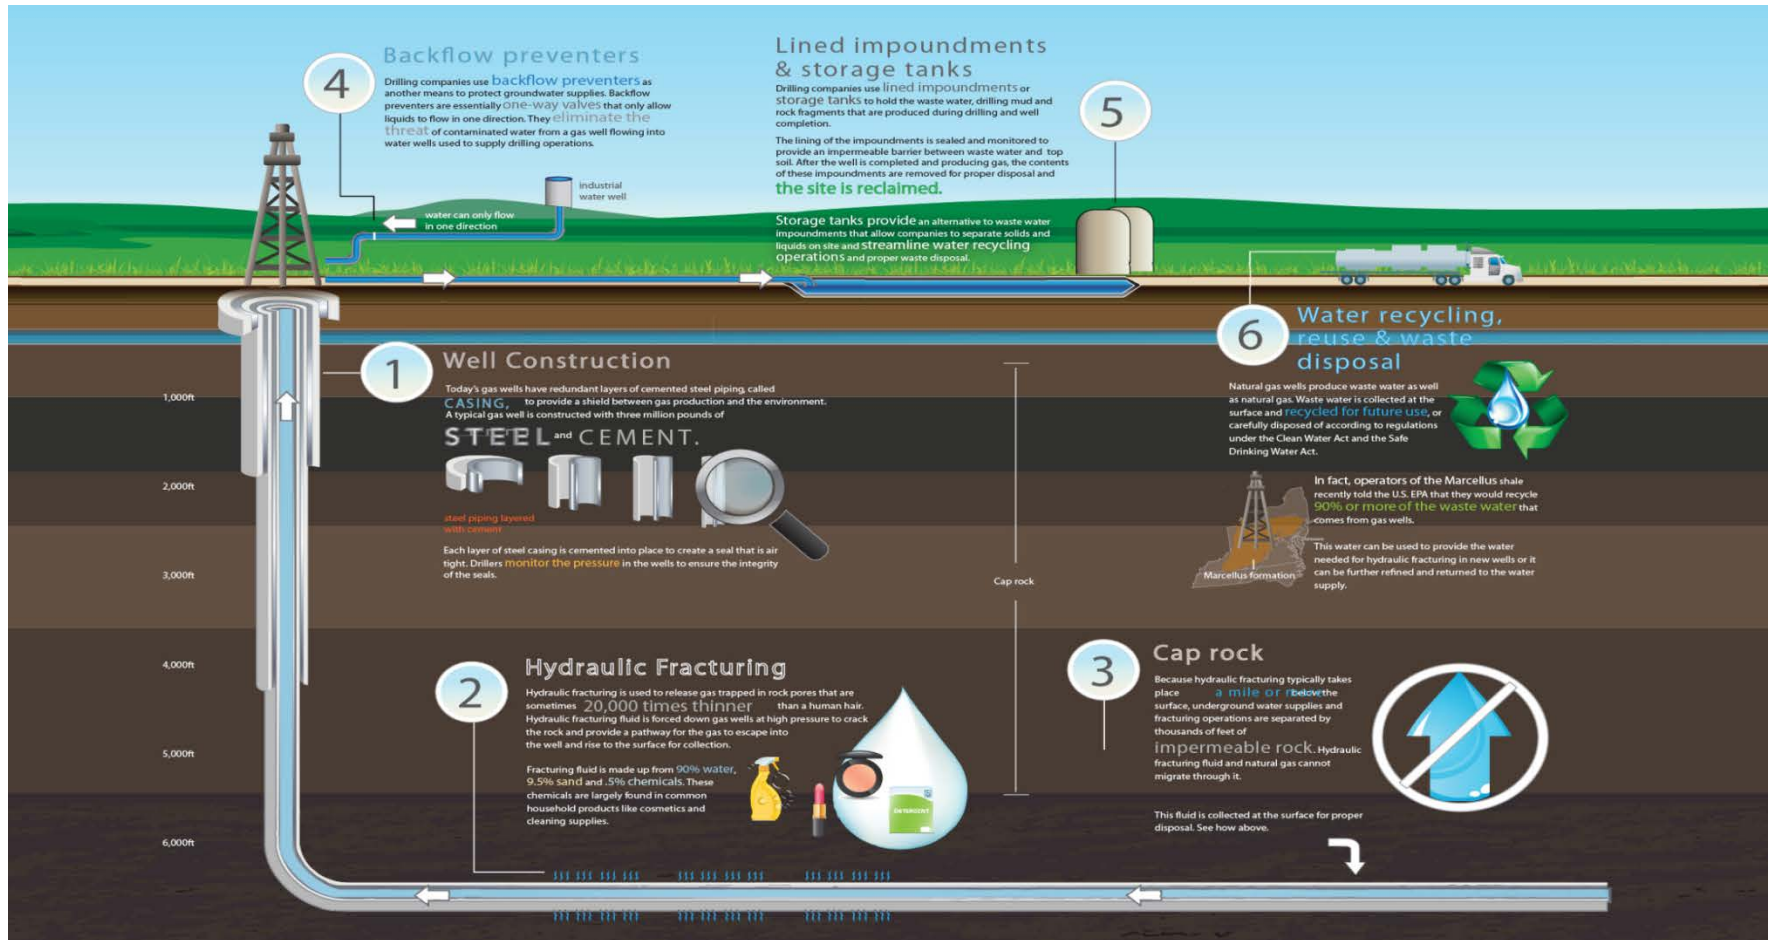 4
Backflow preventers
Drilling companies use backflow preventers as
another means to protect groundwater supplies. Backflow
preventers are essentially one-way valves that only allow
liquids to flow in one direction. They eliminate the
threat of contaminated water from a gas well flowing into
water wells used to supply drilling operations.
industrial
water well
water can only flow
in one direction
Lined impoundments
& storage tanks
Drilling companies use lined impoundments or
storage tanks to hold the waste water, drilling mud and
rock fragments that are produced during drilling and well
completion.
The lining of the impoundments is sealed and monitored to
provide an impermeable barrier between waste water and top
soil. After the well is completed and producing gas, the contents
of these impoundments are removed for proper disposal and
the site is reclaimed.
Storage tanks provide an alternative to waste water
impoundments that allow companies to separate solids and
liquids on site and streamline water recycling
operations and proper waste disposal.
5
1
Well Construction
Today's gas wells have redundant layers of cemented steel piping, called
CASING, to provide a shield between gas production and the environment.
A typical gas well is constructed with three million pounds of
STEEL and CEMENT.
steel piping layered
with cement
Each layer of steel casing is cemented into place to create a seal that is air
tight. Drillers monitor the pressure in the wells to ensure the integrity
of the seals.
6
Water recycling,
reuse & waste
disposal
Natural gas wells produce waste water as well
as natural gas. Waste water is collected at the
surface and recycled for future use, or
carefully disposed of according to regulations
under the Clean Water Act and the Safe
Drinking Water Act.
In fact, operators of the Marcellus shale
recently told the U.S. EPA that they would recycle
90% or more of the waste water that
comes from gas wells.
This water can be used to provide the water
needed for hydraulic fracturing in new wells or it
can be further refined and returned to the water
supply.
Marcellus formation
1,000ft
2,000ft
3,000ft
4,000ft
5,000ft
6,000ft
Cap rock
2
Hydraulic Fracturing
Hydraulic fracturing is used to release gas trapped in rock pores that are
sometimes 20,000 times thinner than a human hair.
Hydraulic fracturing fluid is forced down gas wells at high pressure to crack
the rock and provide a pathway for the gas to escape into
the well and rise to the surface for collection.
Fracturing fluid is made up from 90% water,
9.5% sand and .5% chemicals. These
chemicals are largely found in common
household products like cosmetics and
cleaning supplies.
DETERGENT
3
Cap rock
Because hydraulic fracturing typically takes
place a mile or more below the
surface, underground water supplies and
fracturing operations are separated by
thousands of feet of
impermeable rock. Hydraulic
fracturing fluid and natural gas cannot
migrate through it.
This fluid is collected at the surface for proper
disposal. See how above.